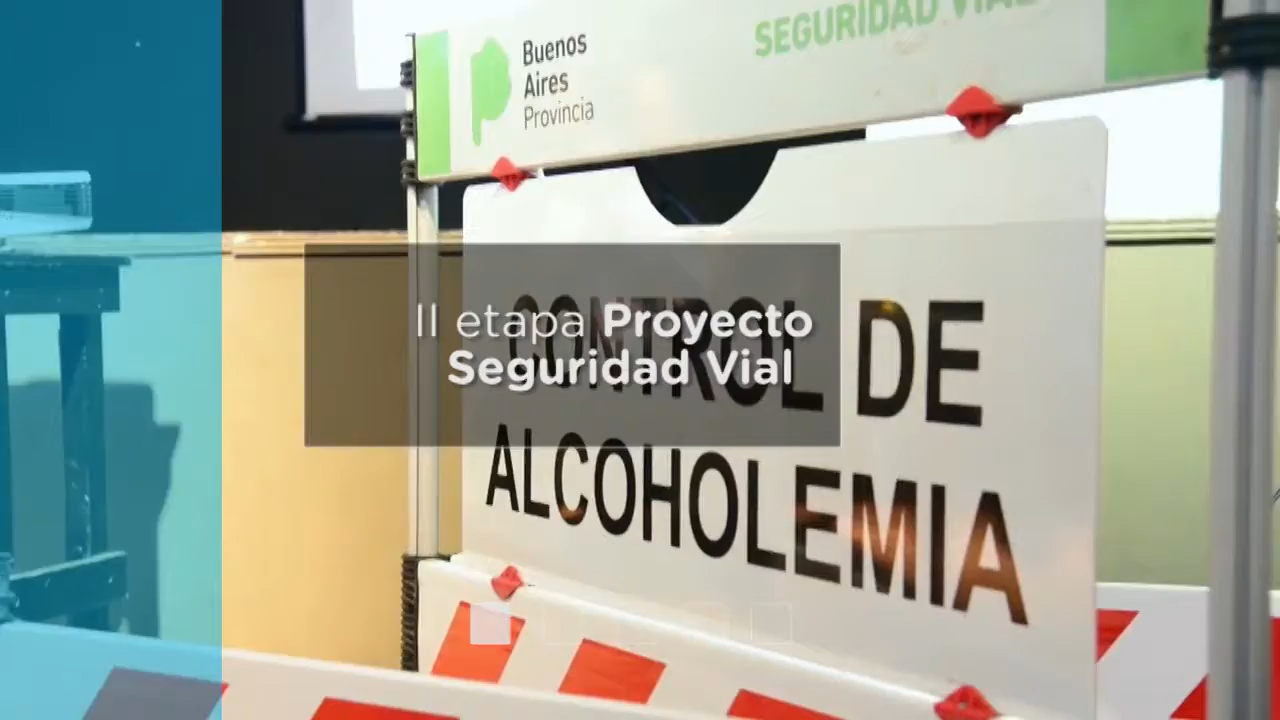 SEGURIDAD VIAL
Buenos
Aires
Provincia
II etapa Proyecto
Seguridad Vial
CONTROL DE
ALCOHOLEMIA